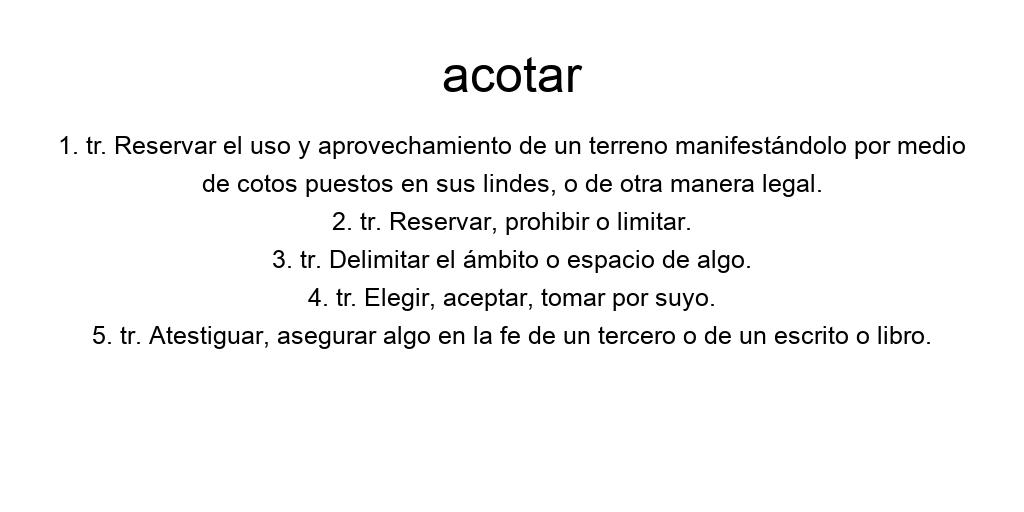 acotar
1. tr. Reservar el uso y aprovechamiento de un terreno manifestándolo por medio
de cotos puestos en sus lindes, o de otra manera legal.
2. tr. Reservar, prohibir o limitar.
3. tr. Delimitar el ámbito o espacio de algo.
4. tr. Elegir, aceptar, tomar por suyo.
5. tr. Atestiguar, asegurar algo en la fe de un tercero o de un escrito o libro.